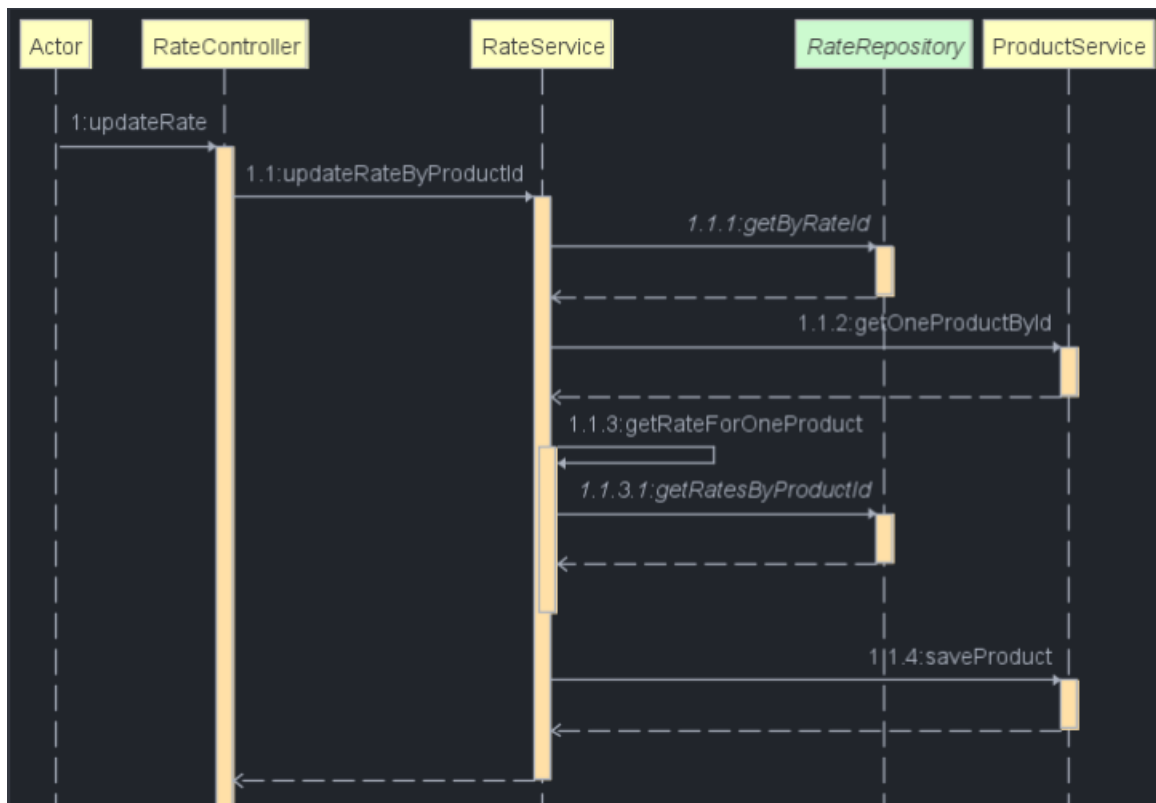 Actor RateController RateService RateRepository ProductService
1:updateRate
1.1:updateRateByProductId
1.1.1:getByRateId
1.1.2:getOneProductById
1.1.3:getRateForOneProduct
1.1.3.1:getRatesByProductId
1.1.4:saveProduct